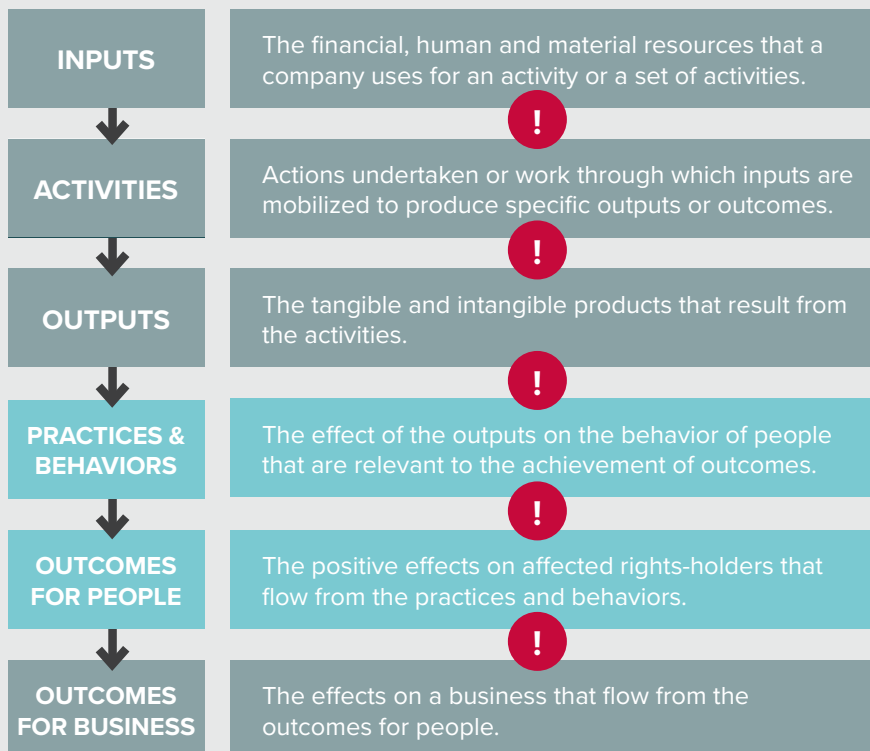 INPUTS
The financial, human and material resources that a
company uses for an activity or a set of activities.
!
ACTIVITIES
Actions undertaken or work through which inputs are
mobilized to produce specific outputs or outcomes.
!
OUTPUTS
The tangible and intangible products that result from
the activities.
!
PRACTICES &
BEHAVIORS
The effect of the outputs on the behavior of people
that are relevant to the achievement of outcomes.
!
OUTCOMES
FOR PEOPLE
The positive effects on affected rights-holders that
flow from the practices and behaviors.
!
OUTCOMES
FOR BUSINESS
The effects on a business that flow from the
outcomes for people.